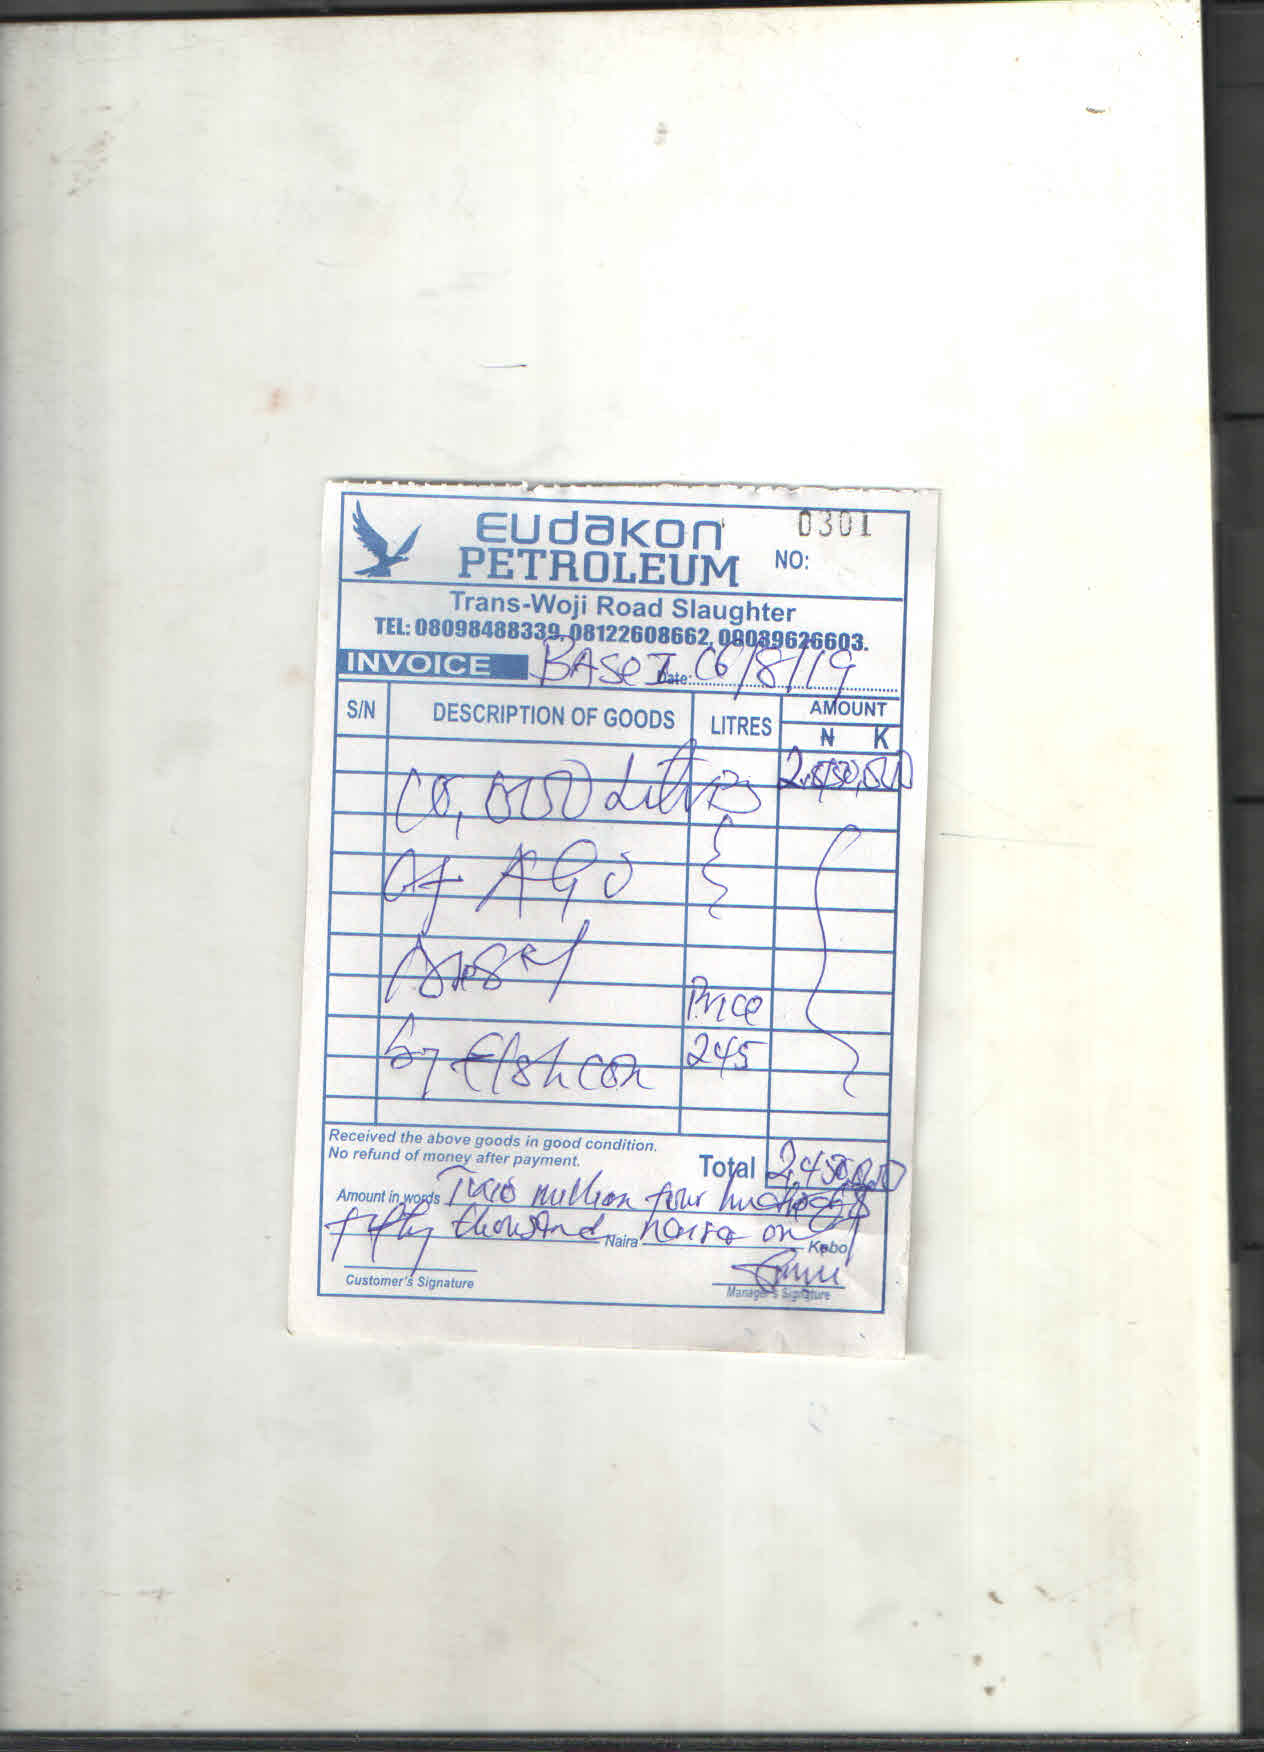 0301
Eudakon
PETROLEUM
NO:
Trans-Woji Road Slaughter
TEL: 08098488339, 08122608662, 08089626603.
INVOICE BASE I Date: 06/8/19
S/N DESCRIPTION OF GOODS LITRES AMOUNT
N K
10,000 Litres 2,450,000
Of AGO
Price
by Elshcon 245
Received the above goods in good condition.
No refund of money after payment.
Total 2,450,000
Amount in words Two million four hundred &
fifty thousand Naira naira only Kobo
Customer's Signature
Manager's Signature